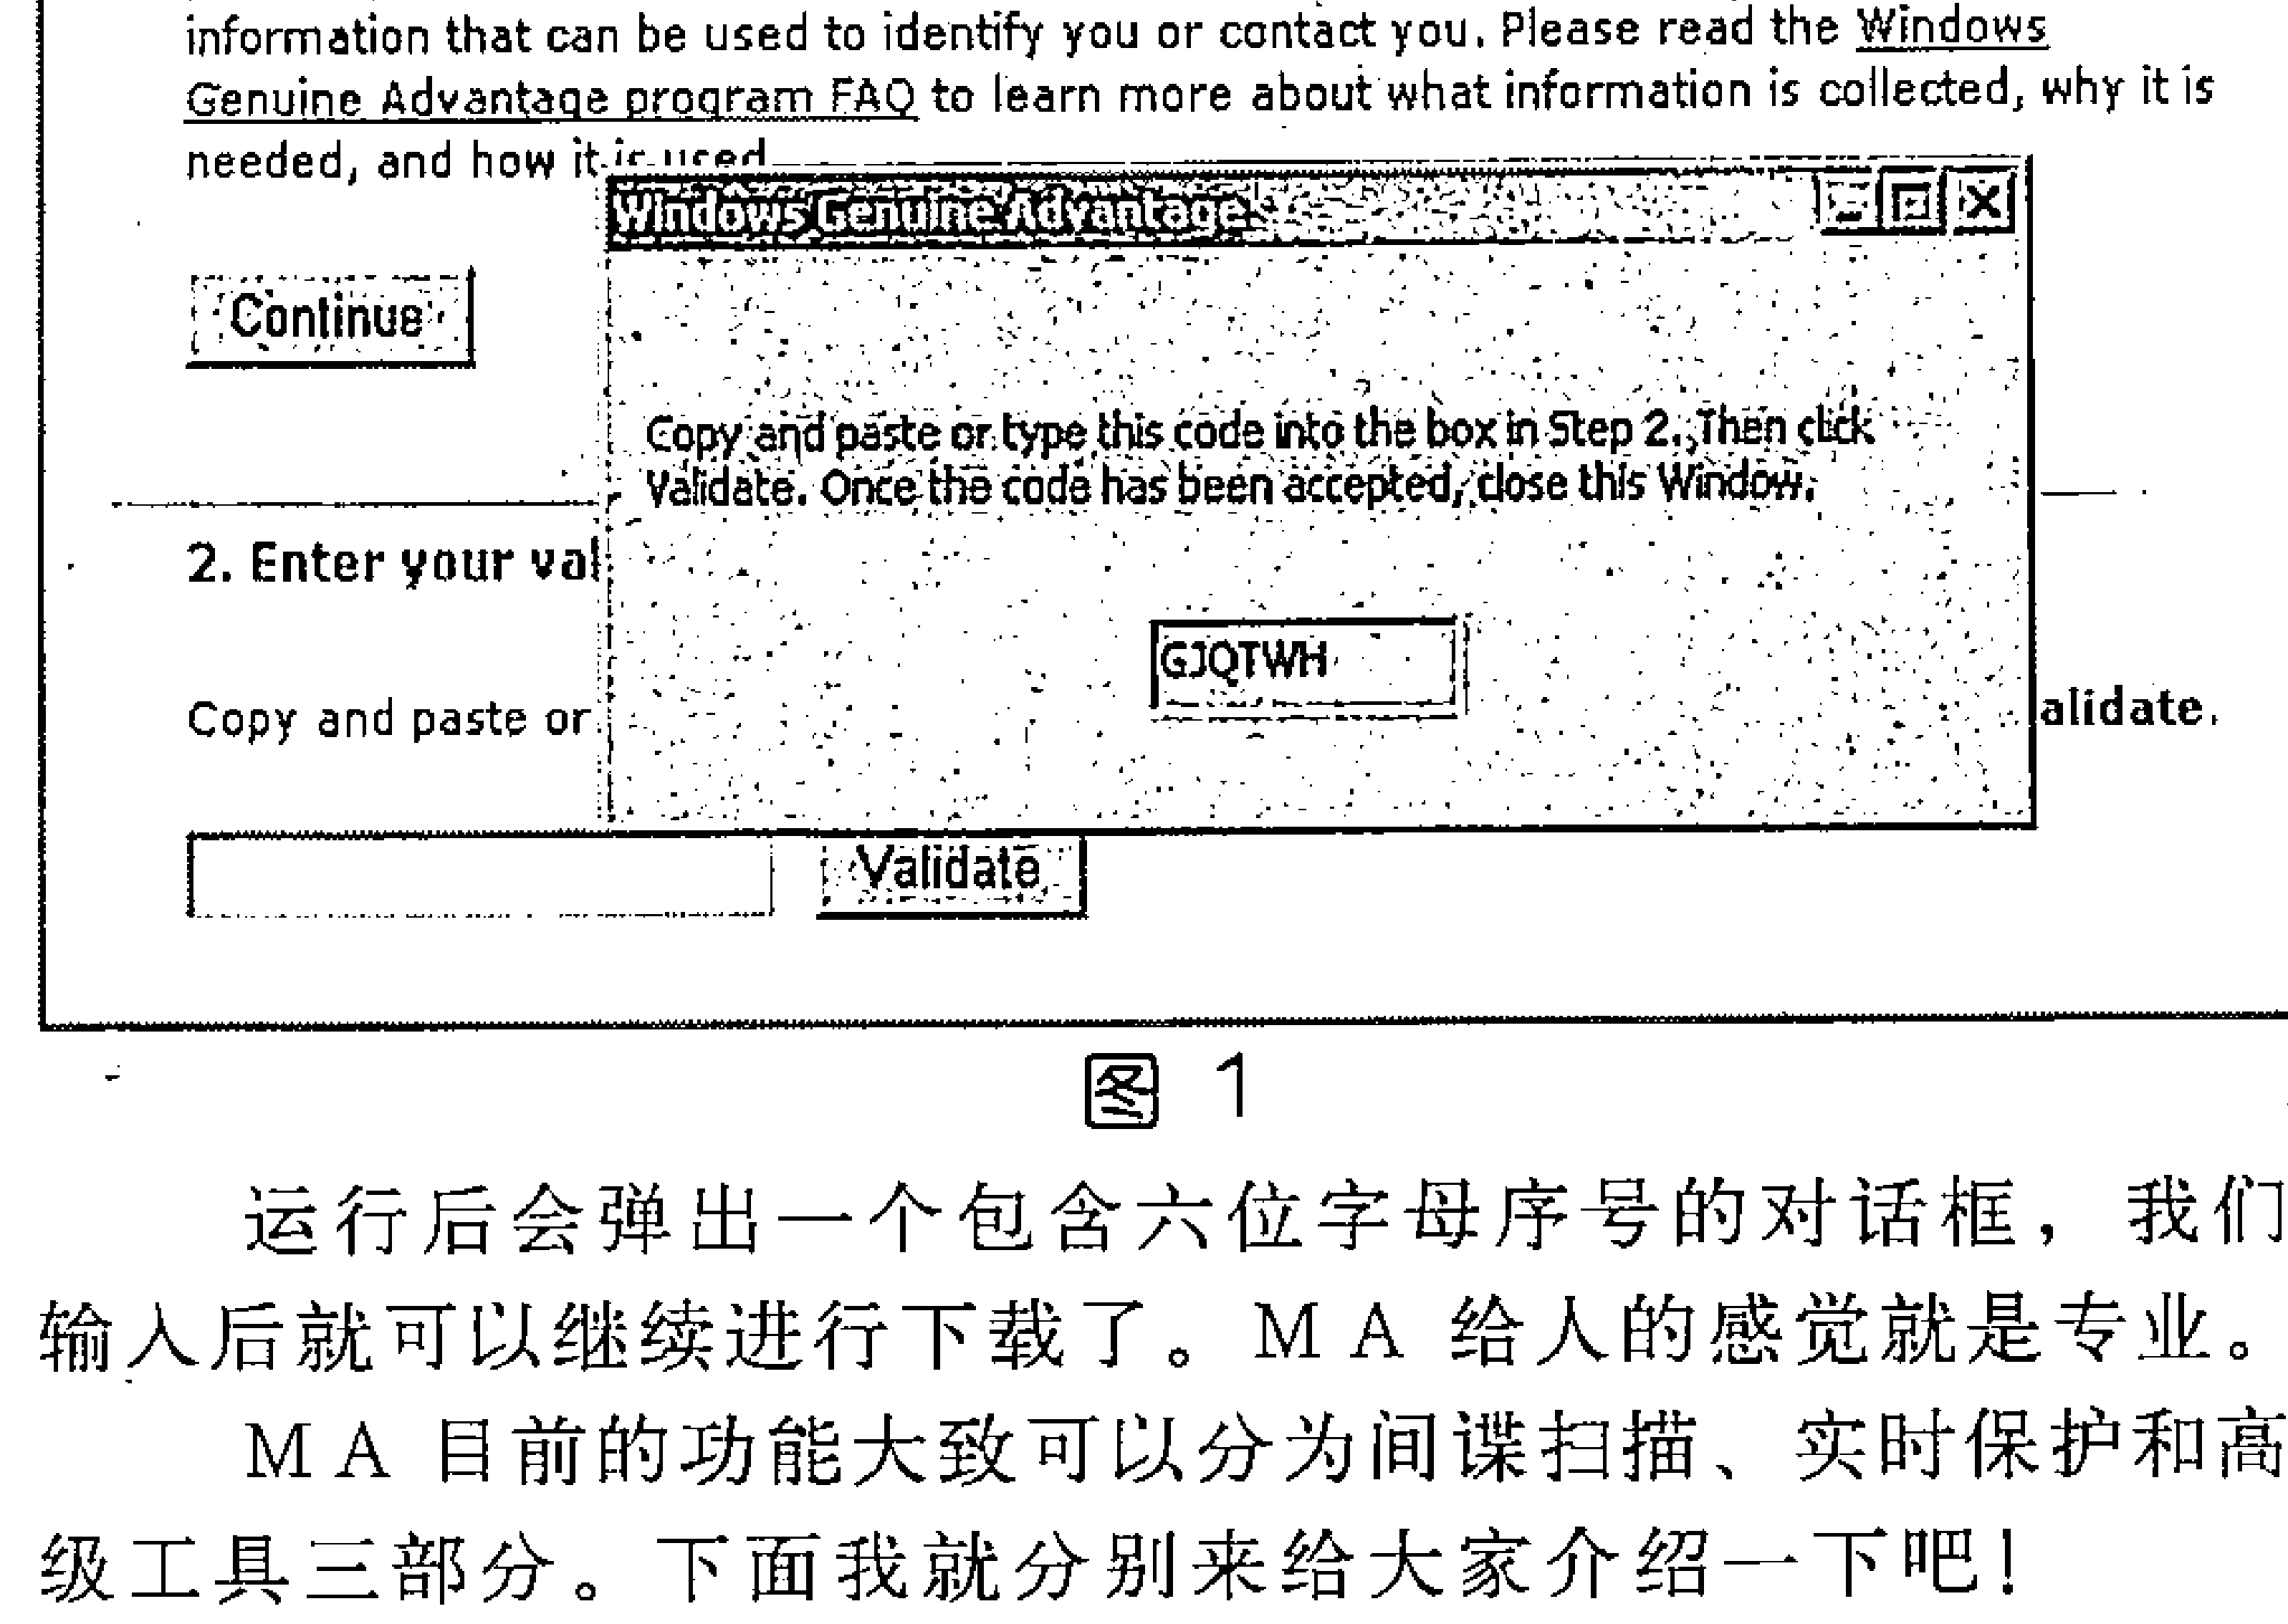 information that can be used to identify you or contact you. Please read the Windows
Genuine Advantage program FAQ to learn more about what information is collected, why it is
needed, and how it is used
Windows Genuine Advantage
Continue
Copy and paste or type this code into the box in Step 2. Then click
Validate. Once the code has been accepted, close this Window.
2. Enter your val
GJQTWH
Copy and paste or
alidate.
Validate
图 1
运行后会弹出一个包含六位字母序号的对话框，我们
输入后就可以继续进行下载了。MA 给人的感觉就是专业。
MA 目前的功能大致可以分为间谍扫描、实时保护和高
级工具三部分。下面我就分别来给大家介绍一下吧！